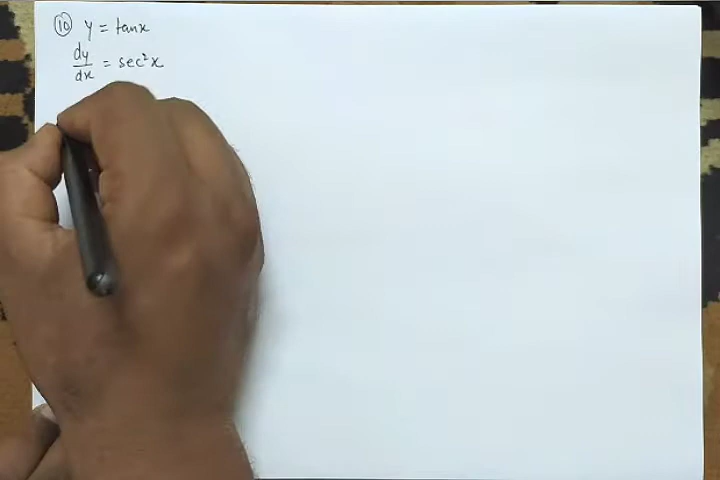 ⑩ y = tanx
dy/dx = sec²x